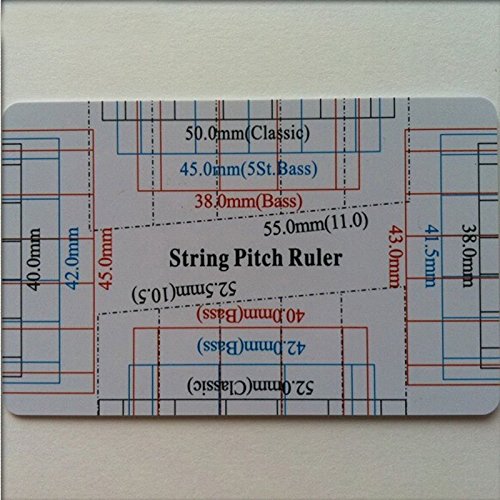 50.0mm(Classic)
45.0mm(5St.Bass)
38.0mm(Bass)
55.0mm(11.0)
String Pitch Ruler
40.0mm
42.0mm
45.0mm
43.0mm
41.5mm
38.0mm
52.5mm(10.5)
40.0mm(Bass)
42.0mm(Bass)
52.0mm(Classic)